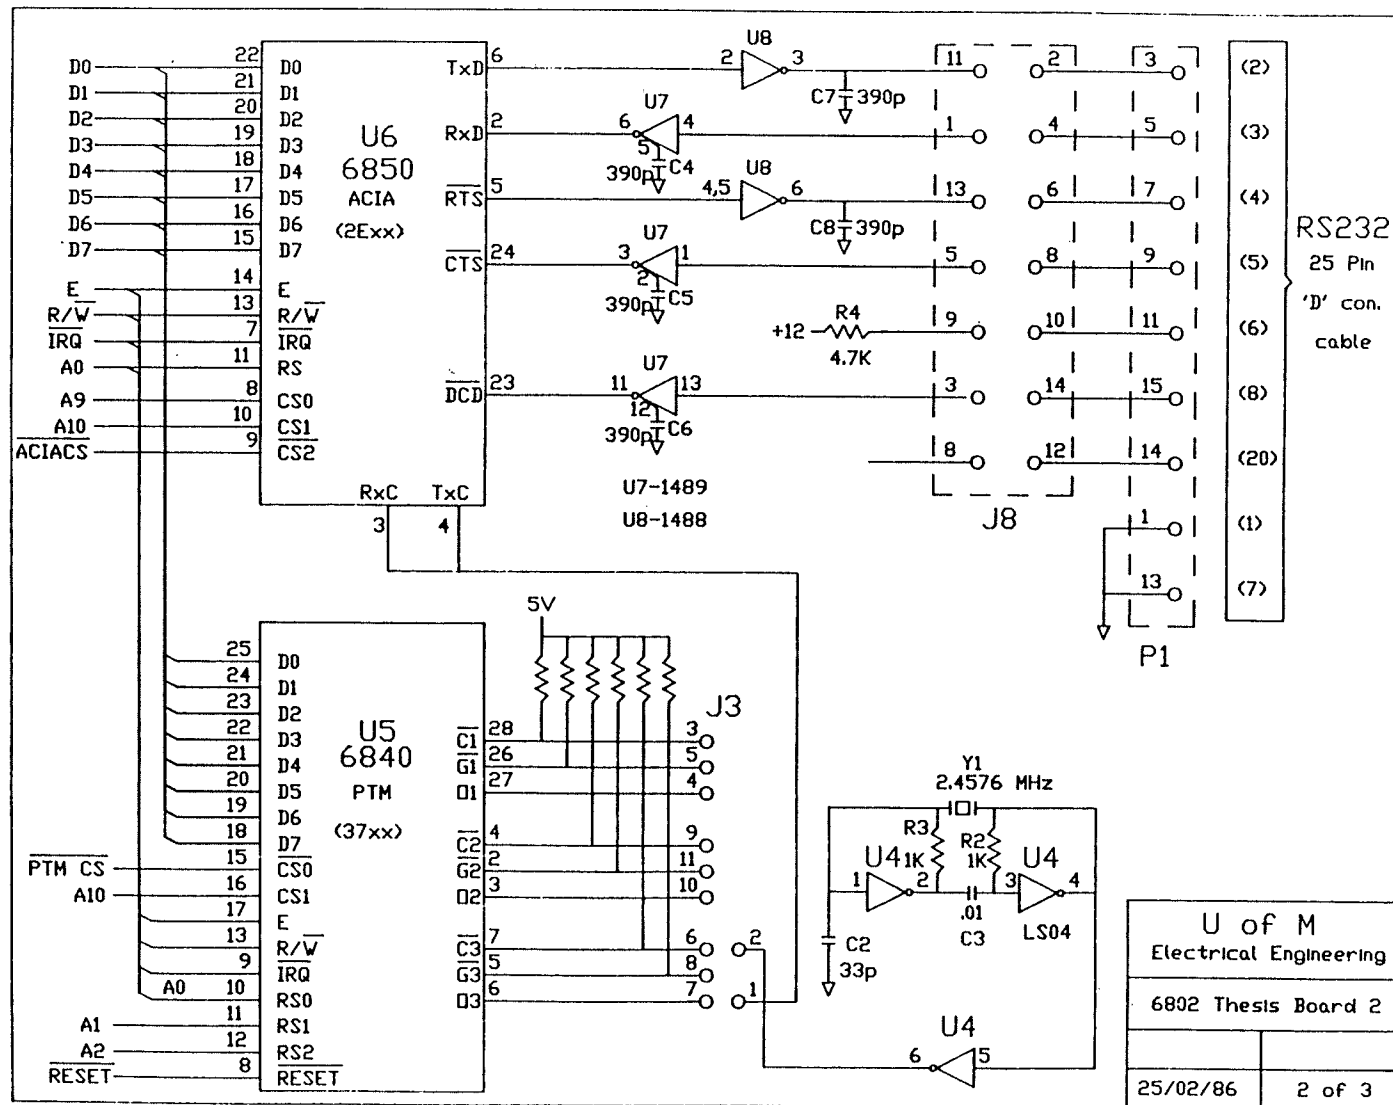 D0 22 D0 TxD 6 2 U8 3 11 2 3 (2)
D1 21 D1 C7 390p
D2 20 D2 U7
D3 19 D3 U6 RxD 2 6 4 1 4 5 (3)
D4 18 D4 6850 5 C4 390p
D5 17 D5 ACIA RTS 5 4,5 U8 6 13 6 7 (4)
D6 16 D6 (2Exx) C8 390p
D7 15 D7 U7
CTS 24 3 1 5 8 9 (5)
E 14 E 2 C5 390p
R/W 13 R/W
IRQ 7 IRQ +12 R4 4.7K 9 10 11 (6)
A0 11 RS U7
A9 8 CS0 DCD 23 11 13 3 14 15 (8)
A10 10 CS1 12 C6 390p
ACIACS 9 CS2 8 12 14 (20)
RxC TxC
3 4
U7-1489
U8-1488
J8
1 (1)
13 (7)
P1
RS232
25 Pin
'D' con.
cable
5V
J3
25 D0
24 D1
23 D2
22 D3 U5 C1 28 3
21 D4 6840 G1 26 5
20 D5 PTM O1 27 4
19 D6
18 D7 (37xx) C2 4 9
PTM CS 15 CS0 G2 2 11
A10 16 CS1 O2 3 10
17 E
13 R/W C3 7 6 2
9 IRQ G3 5 8
A0 10 RS0 O3 6 7 1
A1 11 RS1
A2 12 RS2
RESET 8 RESET
Y1
2.4576 MHz
R3 R2
U4 1K 1K U4
1 2 3 4
.01 LS04
C2 C3
33p
U4
6 5
U of M
Electrical Engineering
6802 Thesis Board 2
25/02/86 2 of 3